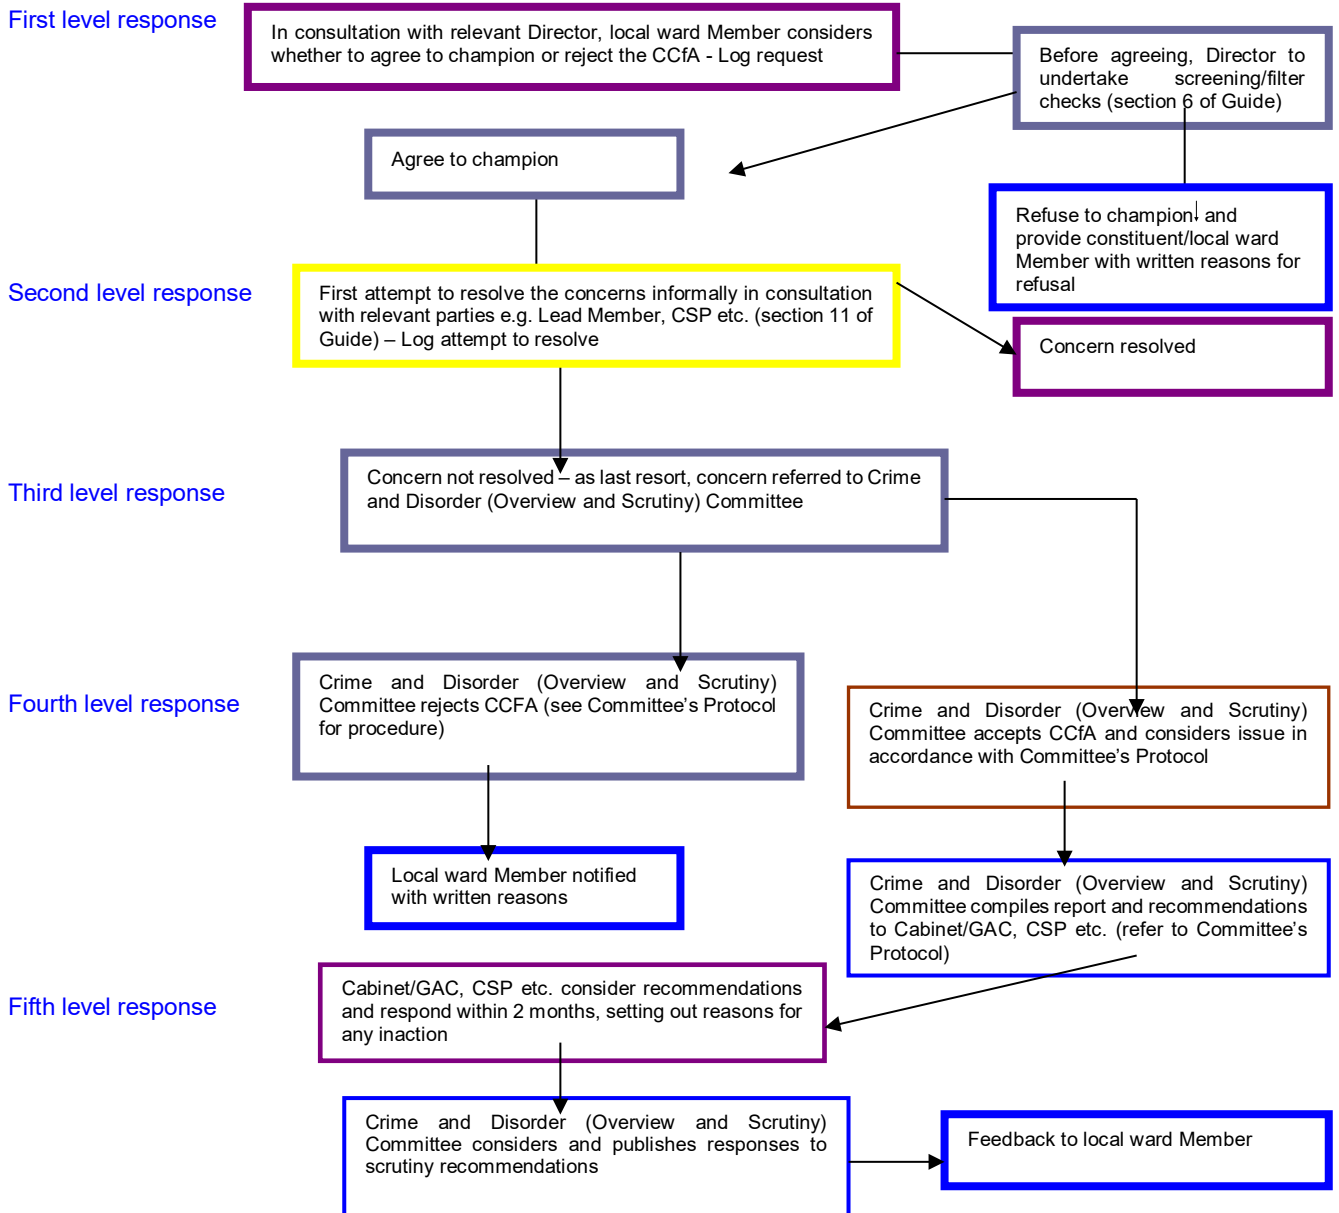 First level response
In consultation with relevant Director, local ward Member considers
whether to agree to champion or reject the CCfA - Log request
Before agreeing, Director to
undertake screening/filter
checks (section 6 of Guide)
Agree to champion
Refuse to champion and
provide constituent/local ward
Member with written reasons for
refusal
Second level response
First attempt to resolve the concerns informally in consultation
with relevant parties e.g. Lead Member, CSP etc. (section 11 of
Guide) – Log attempt to resolve
Concern resolved
Third level response
Concern not resolved – as last resort, concern referred to Crime
and Disorder (Overview and Scrutiny) Committee
Fourth level response
Crime and Disorder (Overview and Scrutiny)
Committee rejects CCFA (see Committee's Protocol
for procedure)
Crime and Disorder (Overview and Scrutiny)
Committee accepts CCfA and considers issue in
accordance with Committee's Protocol
Local ward Member notified
with written reasons
Crime and Disorder (Overview and Scrutiny)
Committee compiles report and recommendations
to Cabinet/GAC, CSP etc. (refer to Committee's
Protocol)
Fifth level response
Cabinet/GAC, CSP etc. consider recommendations
and respond within 2 months, setting out reasons for
any inaction
Crime and Disorder (Overview and Scrutiny)
Committee considers and publishes responses to
scrutiny recommendations
Feedback to local ward Member